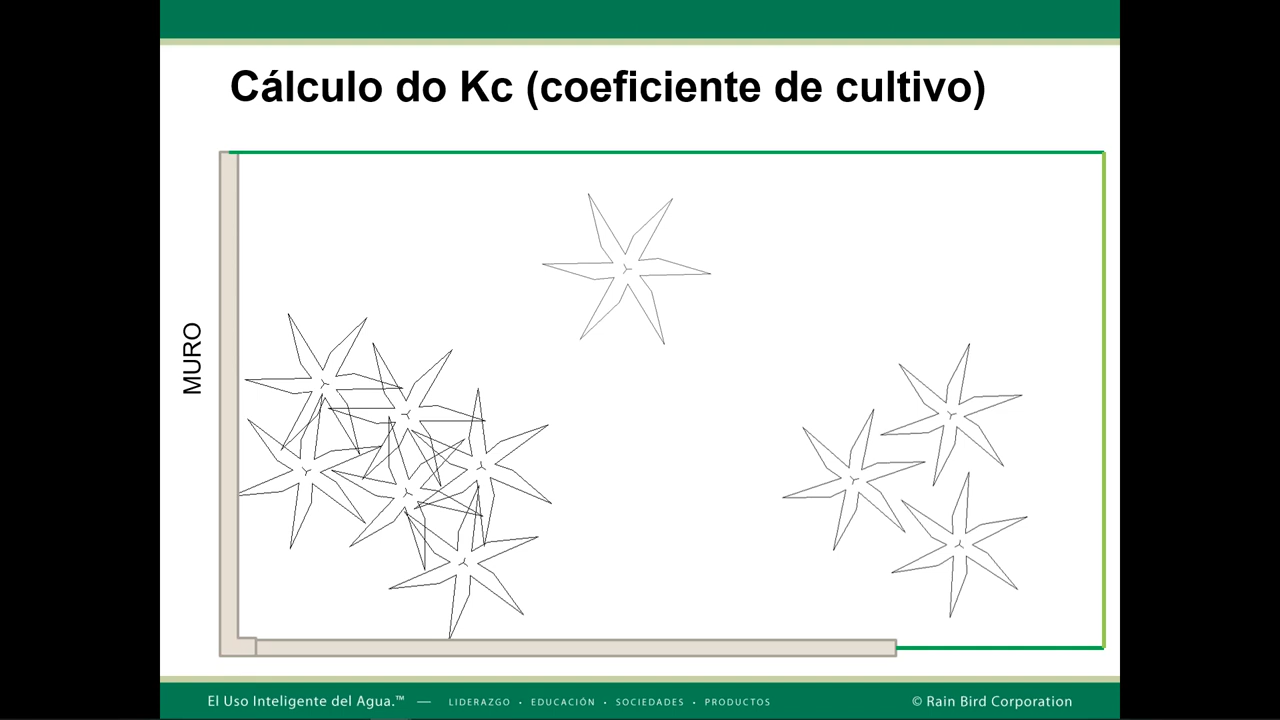 Cálculo do Kc (coeficiente de cultivo)
MURO
El Uso Inteligente del Agua.™ — LIDERAZGO • EDUCACIÓN • SOCIEDADES • PRODUCTOS © Rain Bird Corporation